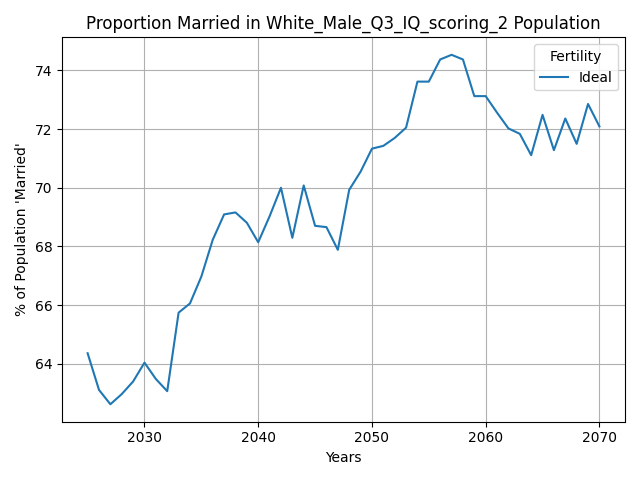 Proportion Married in White_Male_Q3_IQ_scoring_2 Population
Fertility
Ideal
% of Population 'Married'
74
72
70
68
66
64
2030
2040
2050
2060
2070
Years